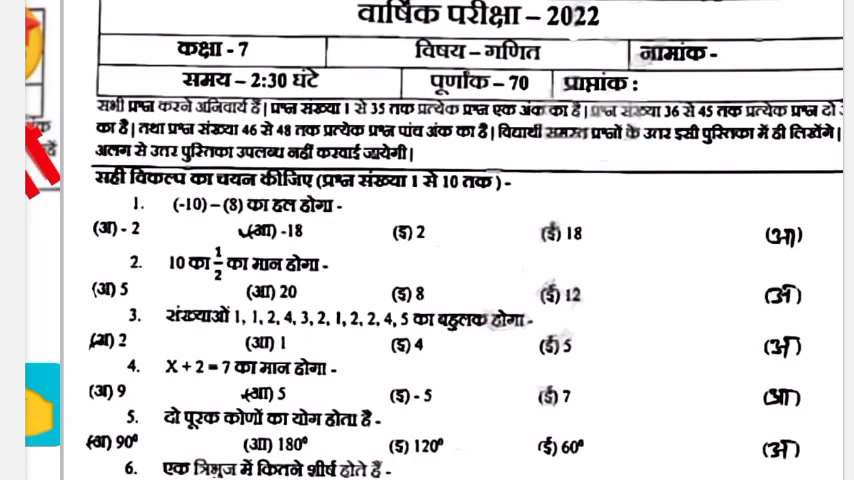 वार्षिक परीक्षा – 2022
कक्षा - 7 विषय – गणित नामांक -
समय – 2:30 घंटे पूर्णांक – 70 प्राप्तांक :
सभी प्रश्न करने अनिवार्य हैं | प्रश्न संख्या 1 से 35 तक प्रत्येक प्रश्न एक अंक का है | प्रश्न संख्या 36 से 45 तक प्रत्येक प्रश्न दो
का है | तथा प्रश्न संख्या 46 से 48 तक प्रत्येक प्रश्न पांच अंक का है | विद्यार्थी समस्त प्रश्नों के उत्तर इसी पुस्तिका में ही लिखेंगे |
अलग से उत्तर पुस्तिका उपलब्ध नहीं करवाई जायेगी |
सही विकल्प का चयन कीजिए (प्रश्न संख्या 1 से 10 तक ) -
1. (-10) – (8) का हल होगा -
(अ) - 2 (आ) -18 (इ) 2 (ई) 18 (आ)
2. 10 का 1/2 का मान होगा -
(अ) 5 (आ) 20 (इ) 8 (ई) 12 (अ)
3. संख्याओं 1, 1, 2, 4, 3, 2, 1, 2, 2, 4, 5 का बहुलक होगा -
(अ) 2 (आ) 1 (इ) 4 (ई) 5 (अ)
4. X + 2 = 7 का मान होगा -
(अ) 9 (आ) 5 (इ) - 5 (ई) 7 (आ)
5. दो पूरक कोणों का योग होता है -
(अ) 90⁰ (आ) 180⁰ (इ) 120⁰ (ई) 60⁰ (अ)
6. एक त्रिभुज में कितने शीर्ष होते हैं -